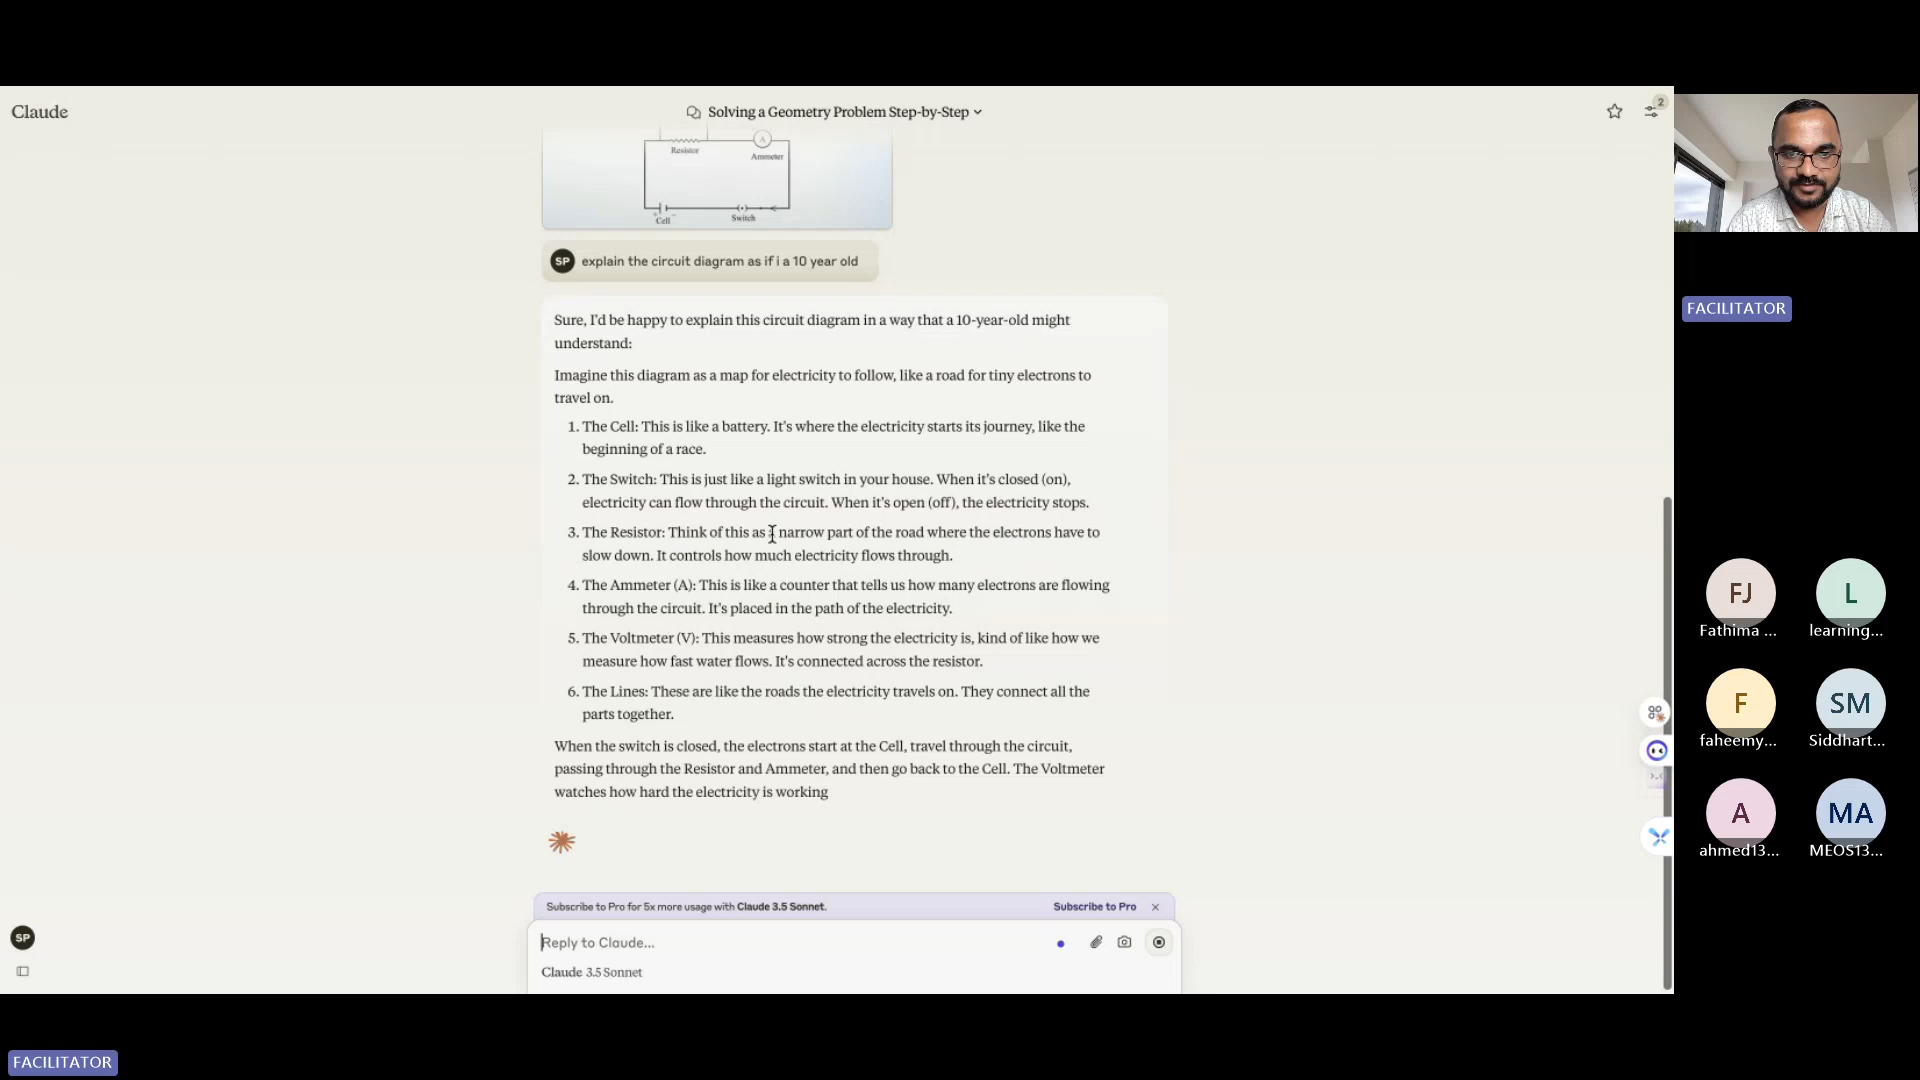 Claude
Solving a Geometry Problem Step-by-Step
2
Resistor
A
Ammeter
+
−
Cell
Switch
SP
explain the circuit diagram as if i a 10 year old
Sure, I'd be happy to explain this circuit diagram in a way that a 10-year-old might
understand:
Imagine this diagram as a map for electricity to follow, like a road for tiny electrons to
travel on.
1. The Cell: This is like a battery. It's where the electricity starts its journey, like the
beginning of a race.
2. The Switch: This is just like a light switch in your house. When it's closed (on),
electricity can flow through the circuit. When it's open (off), the electricity stops.
3. The Resistor: Think of this as a narrow part of the road where the electrons have to
slow down. It controls how much electricity flows through.
4. The Ammeter (A): This is like a counter that tells us how many electrons are flowing
through the circuit. It's placed in the path of the electricity.
5. The Voltmeter (V): This measures how strong the electricity is, kind of like how we
measure how fast water flows. It's connected across the resistor.
6. The Lines: These are like the roads the electricity travels on. They connect all the
parts together.
When the switch is closed, the electrons start at the Cell, travel through the circuit,
passing through the Resistor and Ammeter, and then go back to the Cell. The Voltmeter
watches how hard the electricity is working
Subscribe to Pro for 5x more usage with Claude 3.5 Sonnet.
Subscribe to Pro
Reply to Claude...
Claude 3.5 Sonnet
SP
FACILITATOR
FJ
Fathima ...
L
learning...
F
faheemy...
SM
Siddhart...
A
ahmed13...
MA
MEOS13...
FACILITATOR